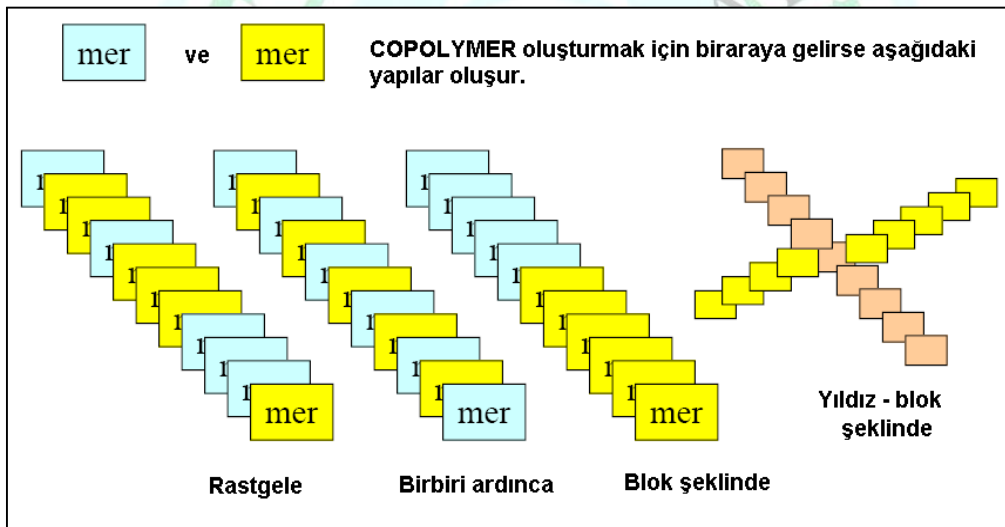 mer ve mer COPOLYMER oluşturmak için biraraya gelirse aşağıdaki
yapılar oluşur.
mer mer mer
Yıldız - blok
şeklinde
Rastgele Birbiri ardınca Blok şeklinde